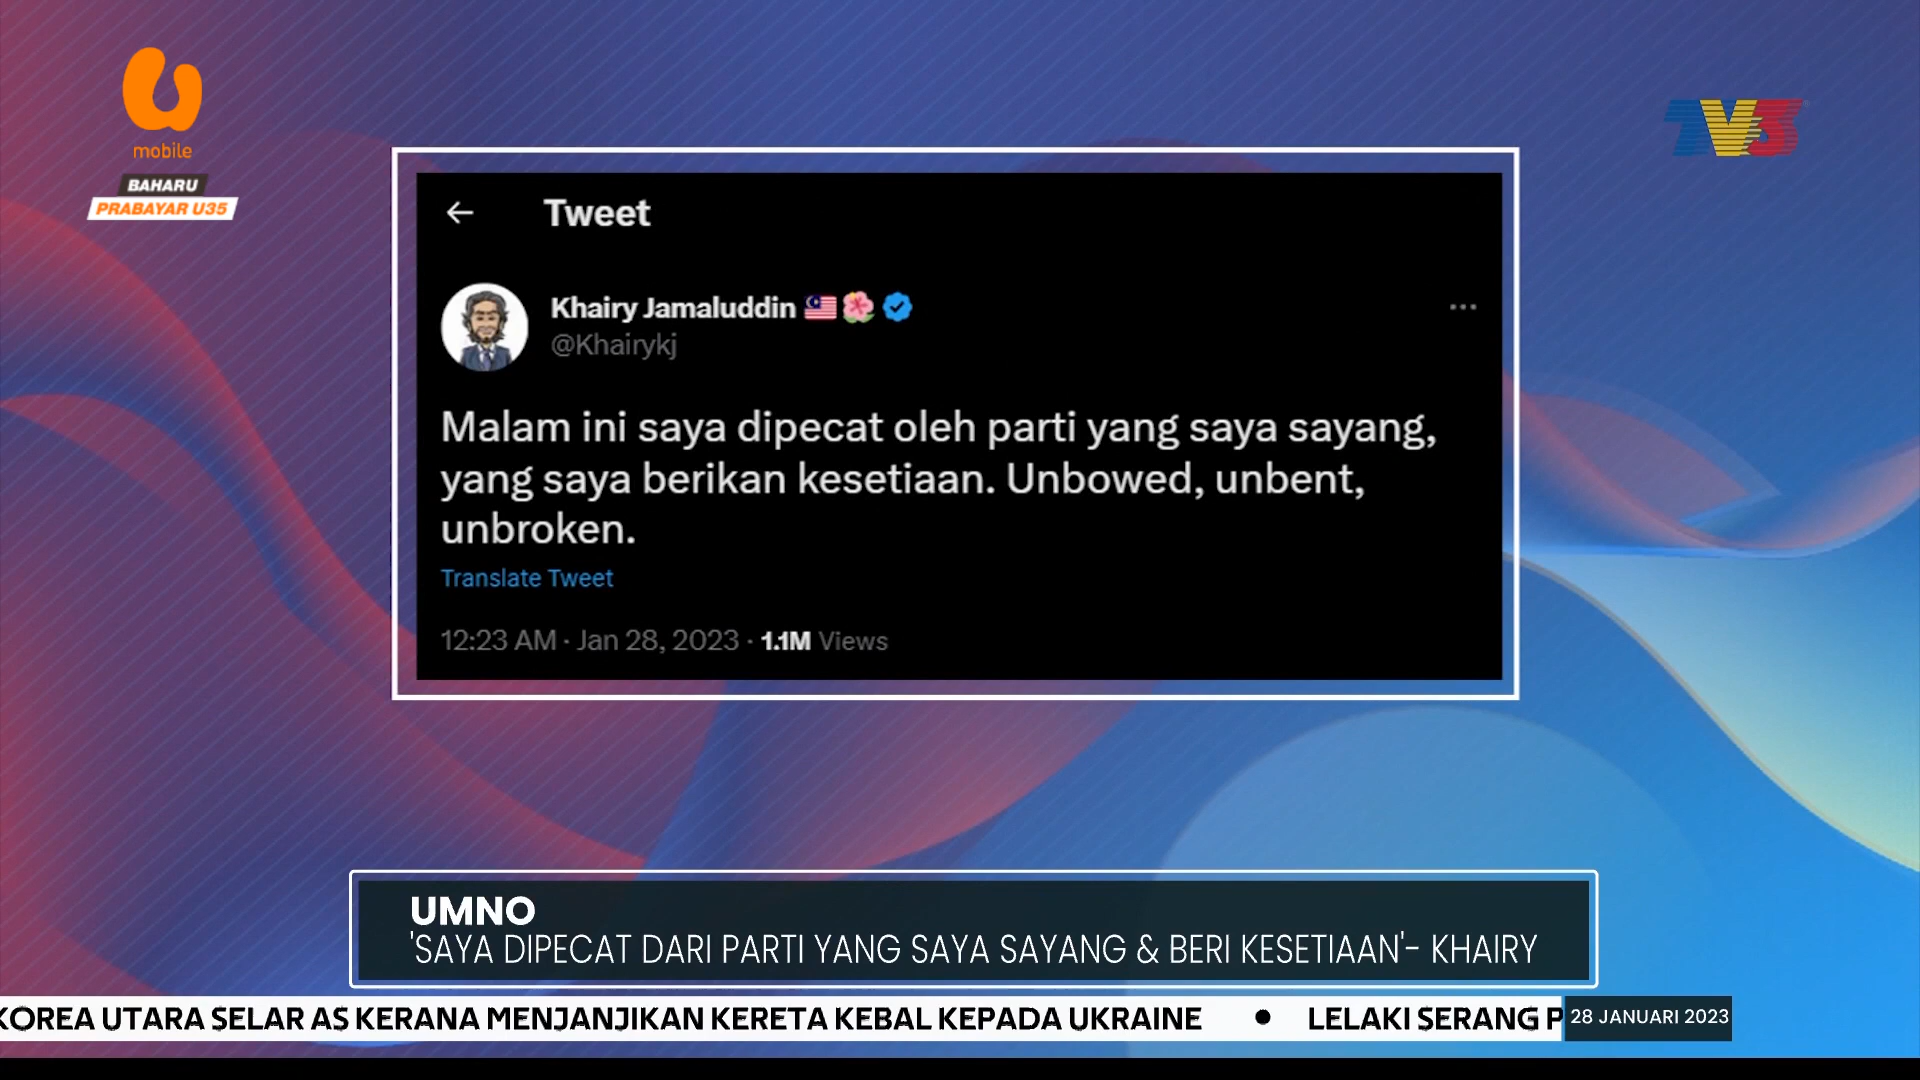 mobile
BAHARU
PRABAYAR U35
TV3
Tweet
Khairy Jamaluddin
@Khairykj
Malam ini saya dipecat oleh parti yang saya sayang,
yang saya berikan kesetiaan. Unbowed, unbent,
unbroken.
Translate Tweet
12:23 AM · Jan 28, 2023 · 1.1M Views
UMNO
'SAYA DIPECAT DARI PARTI YANG SAYA SAYANG & BERI KESETIAAN'- KHAIRY
KOREA UTARA SELAR AS KERANA MENJANJIKAN KERETA KEBAL KEPADA UKRAINE • LELAKI SERANG P
28 JANUARI 2023